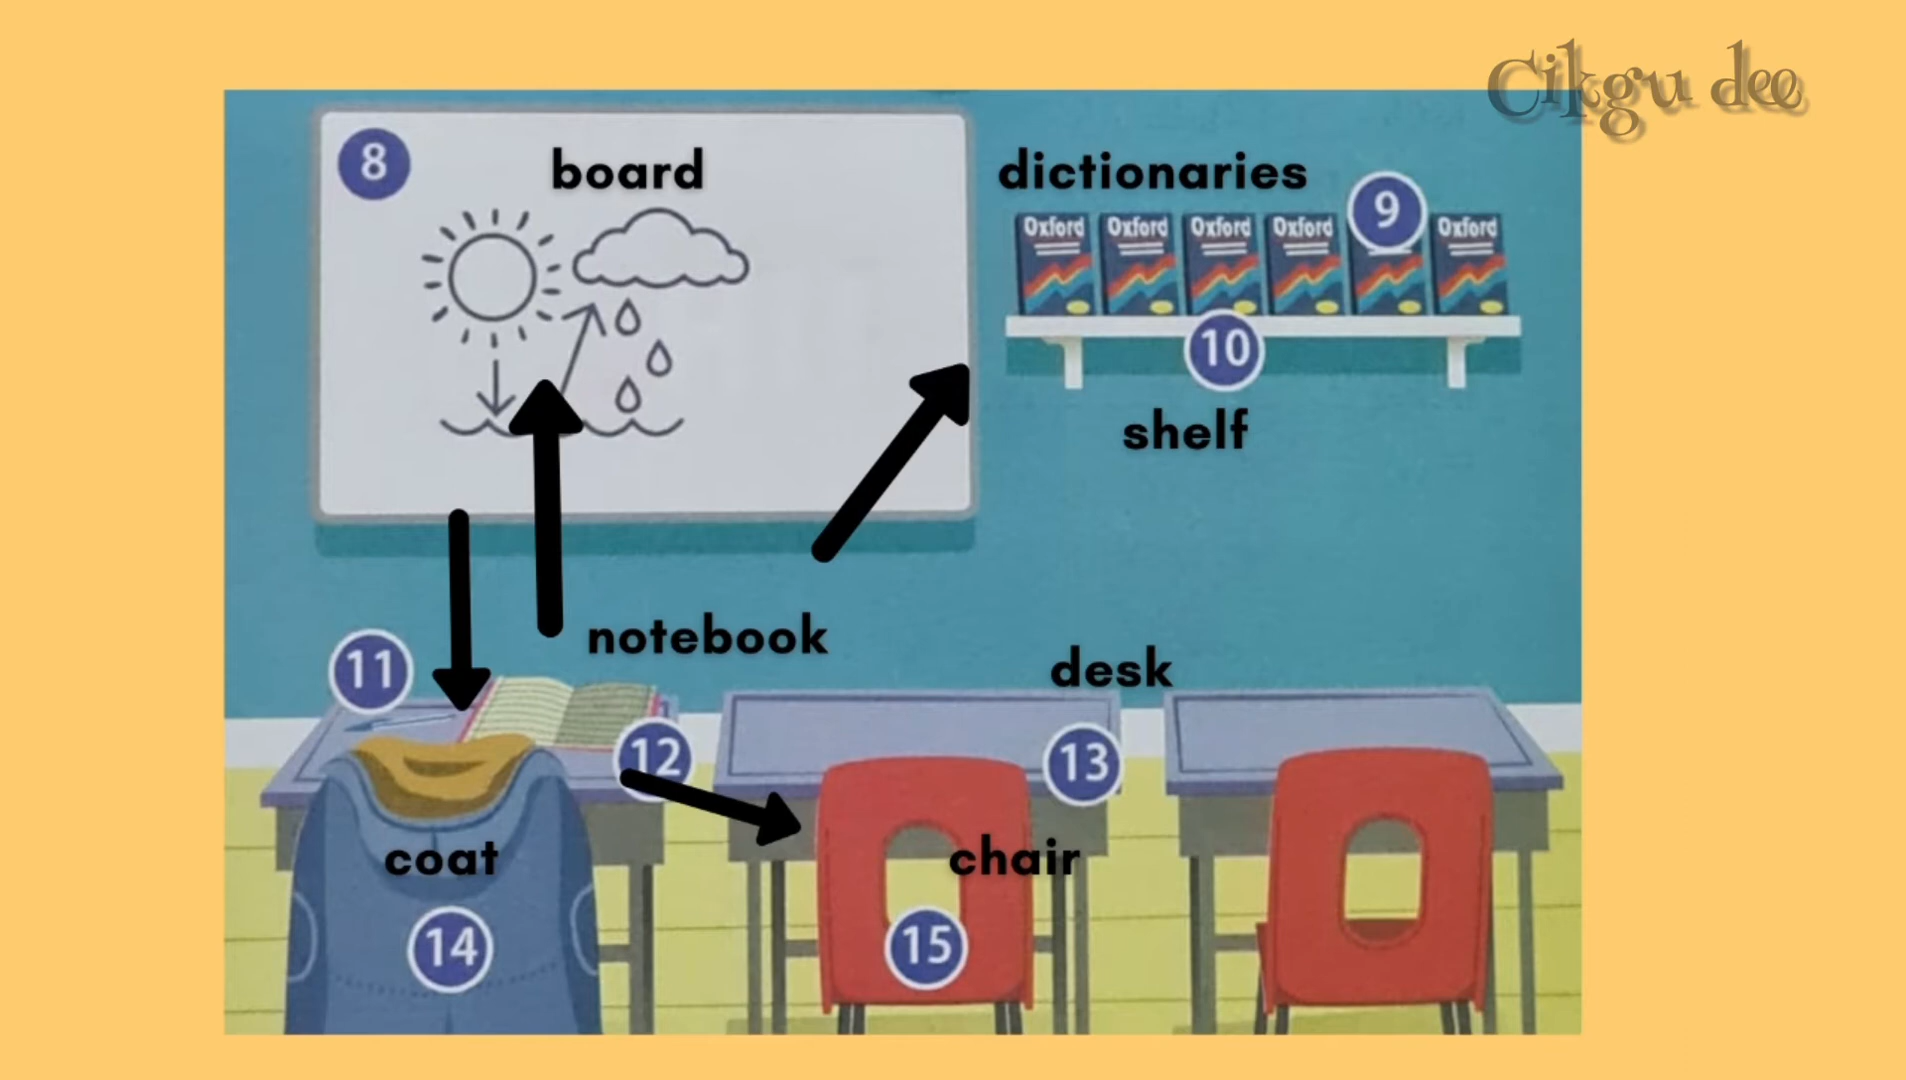 Cikgu dee
8
board
dictionaries
9
Oxford
Oxford
Oxford
Oxford
Oxford
10
shelf
notebook
11
desk
12
13
coat
chair
14
15